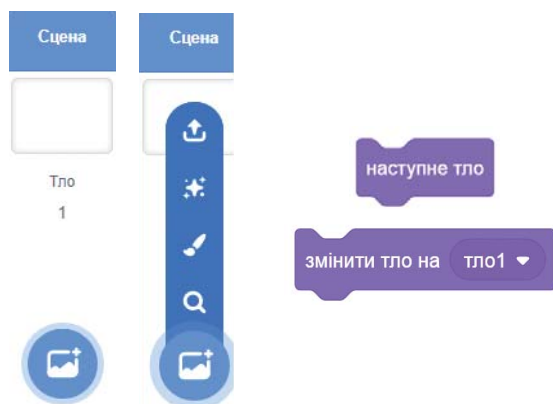 Сцена
Тло
1
Сцена
наступне тло
змінити тло на тло1